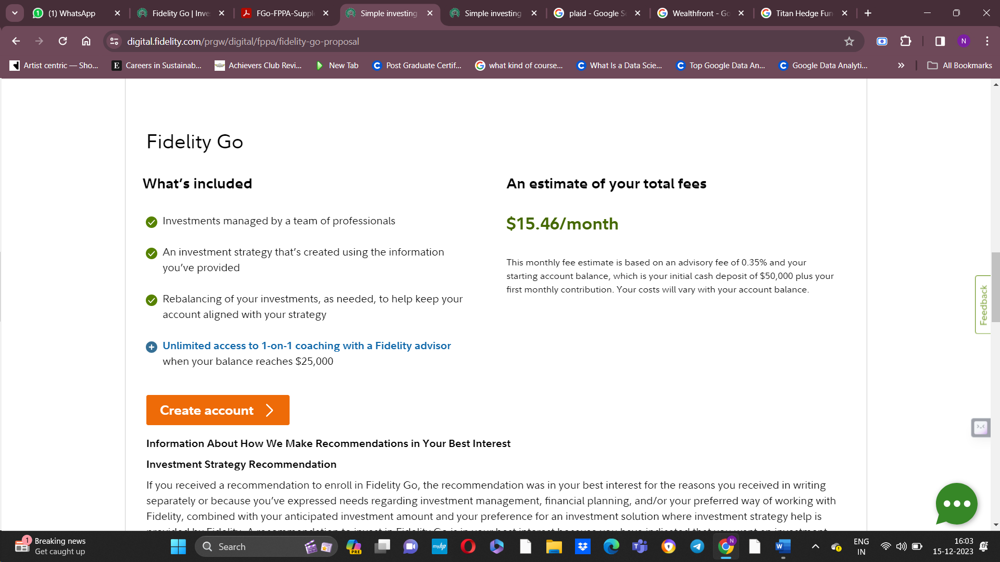 (1) WhatsApp
Fidelity Go | Inve
FGo-FPPA-Suppl
Simple investing
Simple investing
plaid - Google S
Wealthfront - Go
Titan Hedge Fun
digital.fidelity.com/prgw/digital/fppa/fidelity-go-proposal
N
Artist centric — Sho...
Careers in Sustainab...
Achievers Club Revi...
New Tab
Post Graduate Certif...
what kind of course...
What Is a Data Scie...
Top Google Data An...
Google Data Analyti...
All Bookmarks
Fidelity Go
What's included
Investments managed by a team of professionals
An investment strategy that's created using the information
you've provided
Rebalancing of your investments, as needed, to help keep your
account aligned with your strategy
Unlimited access to 1-on-1 coaching with a Fidelity advisor
when your balance reaches $25,000
Create account
An estimate of your total fees
$15.46/month
This monthly fee estimate is based on an advisory fee of 0.35% and your
starting account balance, which is your initial cash deposit of $50,000 plus your
first monthly contribution. Your costs will vary with your account balance.
Feedback
Information About How We Make Recommendations in Your Best Interest
Investment Strategy Recommendation
If you received a recommendation to enroll in Fidelity Go, the recommendation was in your best interest for the reasons you received in writing
separately or because you've expressed needs regarding investment management, financial planning, and/or your preferred way of working with
Fidelity, combined with your anticipated investment amount and your preference for an investment solution where investment strategy help is
1
Breaking news
Get caught up
Search
PRE
myhp
N
W
ENG
IN
16:03
15-12-2023